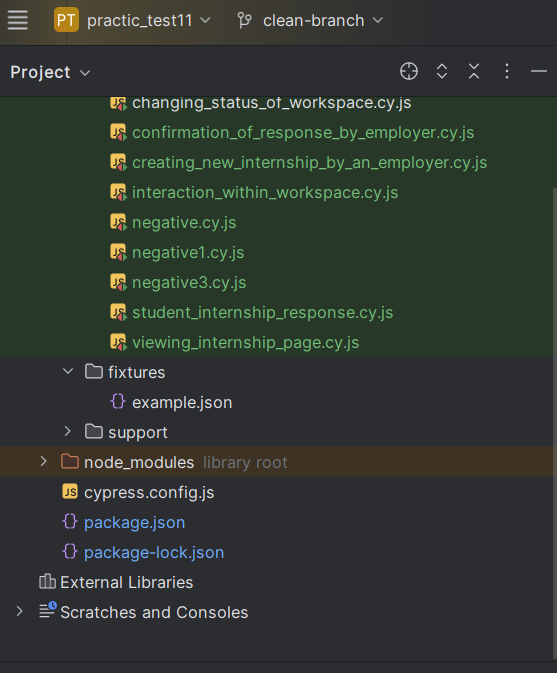 PT practic_test11 clean-branch
Project
changing_status_of_workspace.cy.js
confirmation_of_response_by_employer.cy.js
creating_new_internship_by_an_employer.cy.js
interaction_within_workspace.cy.js
negative.cy.js
negative1.cy.js
negative3.cy.js
student_internship_response.cy.js
viewing_internship_page.cy.js
fixtures
{} example.json
support
node_modules library root
JS cypress.config.js
{} package.json
{} package-lock.json
External Libraries
Scratches and Consoles